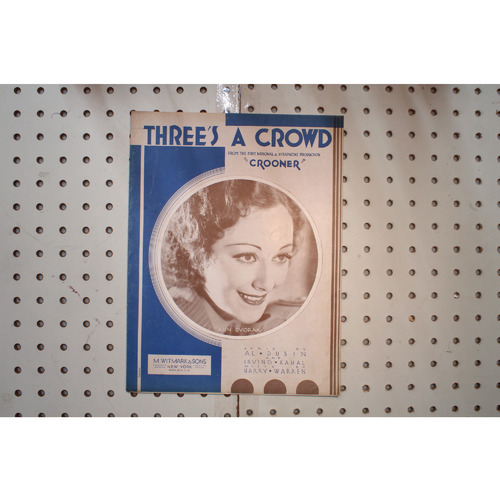 THREE'S A CROWD
FROM THE FIRST NATIONAL & VITAPHONE PRODUCTION
"CROONER"
ANN DVORAK
AL·DUBIN
IRVING·KAHAL
HARRY·WARREN
M. WITMARK & SONS
NEW YORK